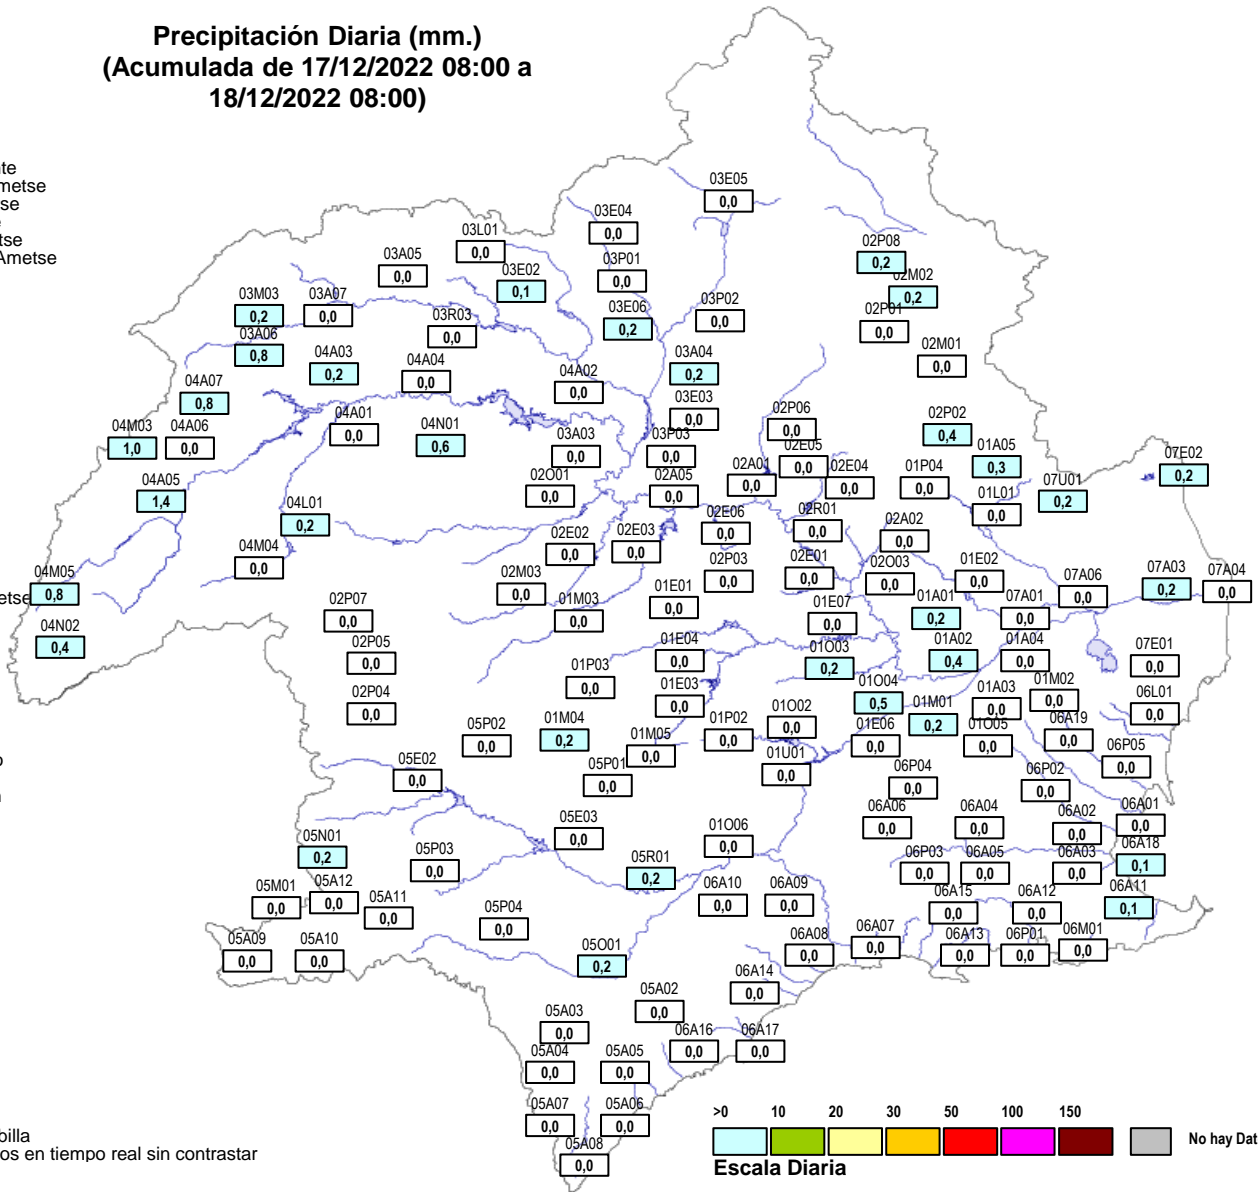 Precipitación Diaria (mm.)
(Acumulada de 17/12/2022 08:00 a
18/12/2022 08:00)
nte
metse
tse
e
tse
Ametse
03E05
0,0
03E04
0,0
03L01
0,0
03A05
0,0
03E02
0,1
03P01
0,0
02P08
0,2
02M02
0,2
03M03
0,2
03A07
0,0
03R03
0,0
03E06
0,2
03P02
0,0
02P01
0,0
03A06
0,8
04A03
0,2
04A04
0,0
04A02
0,0
03A04
0,2
02M01
0,0
04A07
0,8
04A01
0,0
04N01
0,6
03E03
0,0
02P06
0,0
02P02
0,4
04M03
1,0
04A06
0,0
03A03
0,0
03P03
0,0
02E05
0,0
01A05
0,3
07E02
0,2
04A05
1,4
02O01
0,0
02A05
0,0
02A01
0,0
02E04
0,0
01P04
0,0
07U01
0,2
04L01
0,2
02E06
0,0
02R01
0,0
01L01
0,0
02A02
0,0
04M04
0,0
02E02
0,0
02E03
0,0
04M05
0,8
etse
02M03
0,0
02P03
0,0
02E01
0,0
02O03
0,0
01E02
0,0
07A06
0,0
07A03
0,2
07A04
0,0
02P07
0,0
01M03
0,0
01E01
0,0
01E07
0,0
01A01
0,2
07A01
0,0
04N02
0,4
02P05
0,0
01E04
0,0
01O03
0,2
01A02
0,4
01A04
0,0
07E01
0,0
01P03
0,0
02P04
0,0
01E03
0,0
01O04
0,5
01A03
0,0
01M02
0,0
06L01
0,0
05P02
0,0
01M04
0,2
01M05
0,0
01P02
0,0
01O02
0,0
01E06
0,0
01M01
0,2
01O05
0,0
06A19
0,0
06P05
0,0
o
05E02
0,0
05P01
0,0
01U01
0,0
06P04
0,0
06P02
0,0
05E03
0,0
01O06
0,0
06A06
0,0
06A04
0,0
06A02
0,0
06A01
0,0
05N01
0,2
05P03
0,0
05R01
0,2
06P03
0,0
06A05
0,0
06A03
0,0
06A18
0,1
05M01
0,0
05A12
0,0
05A11
0,0
05P04
0,0
06A10
0,0
06A09
0,0
06A15
0,0
06A12
0,0
06A11
0,1
05A09
0,0
05A10
0,0
05O01
0,2
06A08
0,0
06A07
0,0
06A13
0,0
06P01
0,0
06M01
0,0
06A14
0,0
05A02
0,0
05A03
0,0
06A16
0,0
06A17
0,0
05A04
0,0
05A05
0,0
05A07
0,0
05A06
0,0
05A08
0,0
billa
os en tiempo real sin contrastar
>0 10 20 30 50 100 150
No hay Dat
Escala Diaria